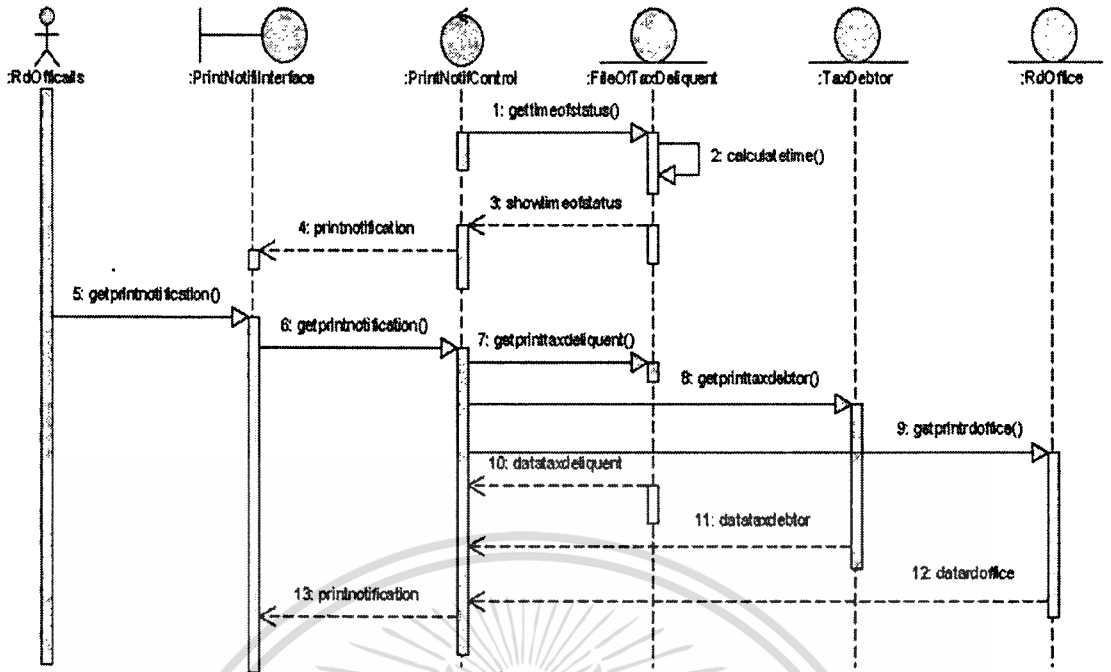 :RdOfficails
:PrintNotifiInterface
:PrintNotifControl
:FileOfTaxDeliquent
:TaxDebtor
:RdOffice
1: gettimeofstatus()
2: calculatetime()
3: showtimeofstatus
4: printnotification
5: getprintnotification()
6: getprintnotification()
7: getprinttaxdeliquent()
8: getprinttaxdebtor()
9: getprintrdoffice()
10: datataxdeliquent
11: datataxdebtor
12: datardoffice
13: printnotification